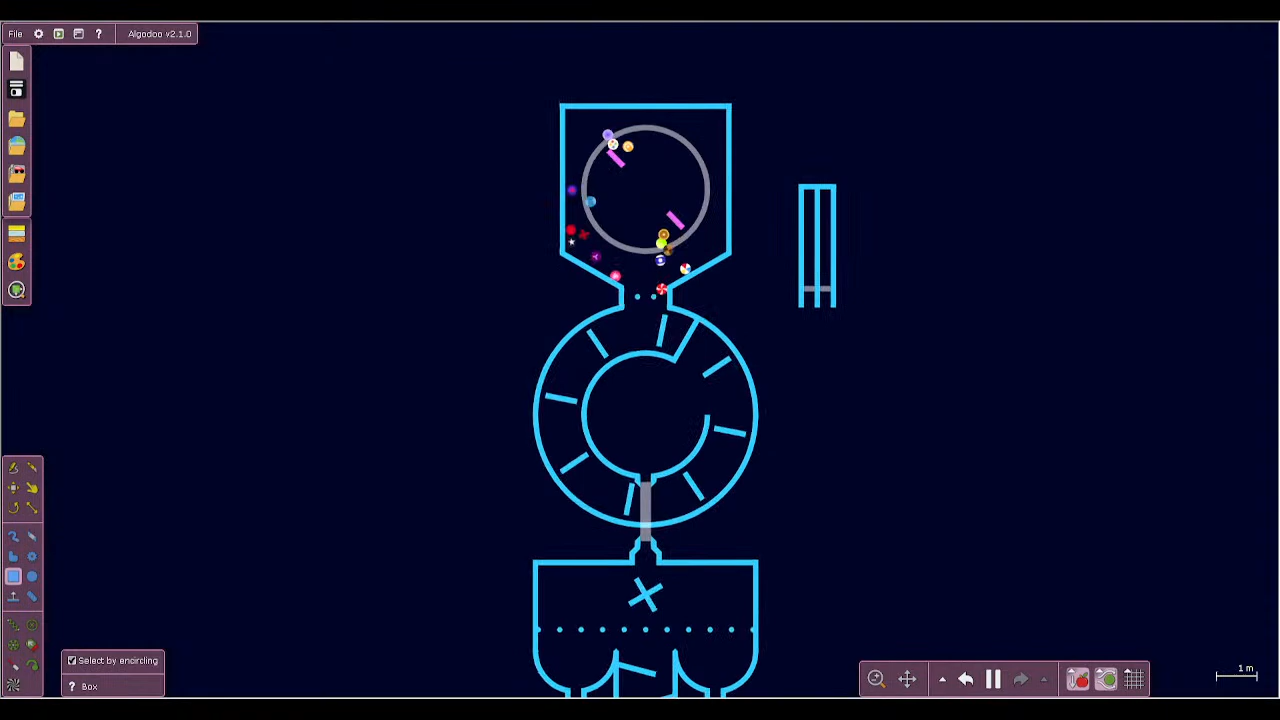 File
?
Algodoo v2.1.0
Select by encircling
? Box
1 m